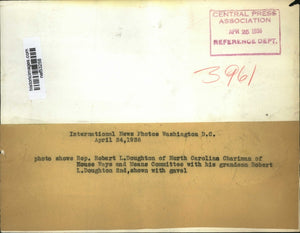 CENTRAL PRESS
ASSOCIATION
APR 25 1936
REFERENCE DEPT.
3961
International News Photos Washington D.C.
April 24,1936
photo shows Rep. Robert L.Doughton of North Carolina Chariman of
House Ways and Means Committee with his grandson Robert
L.Doughton 2nd,shown with gavel